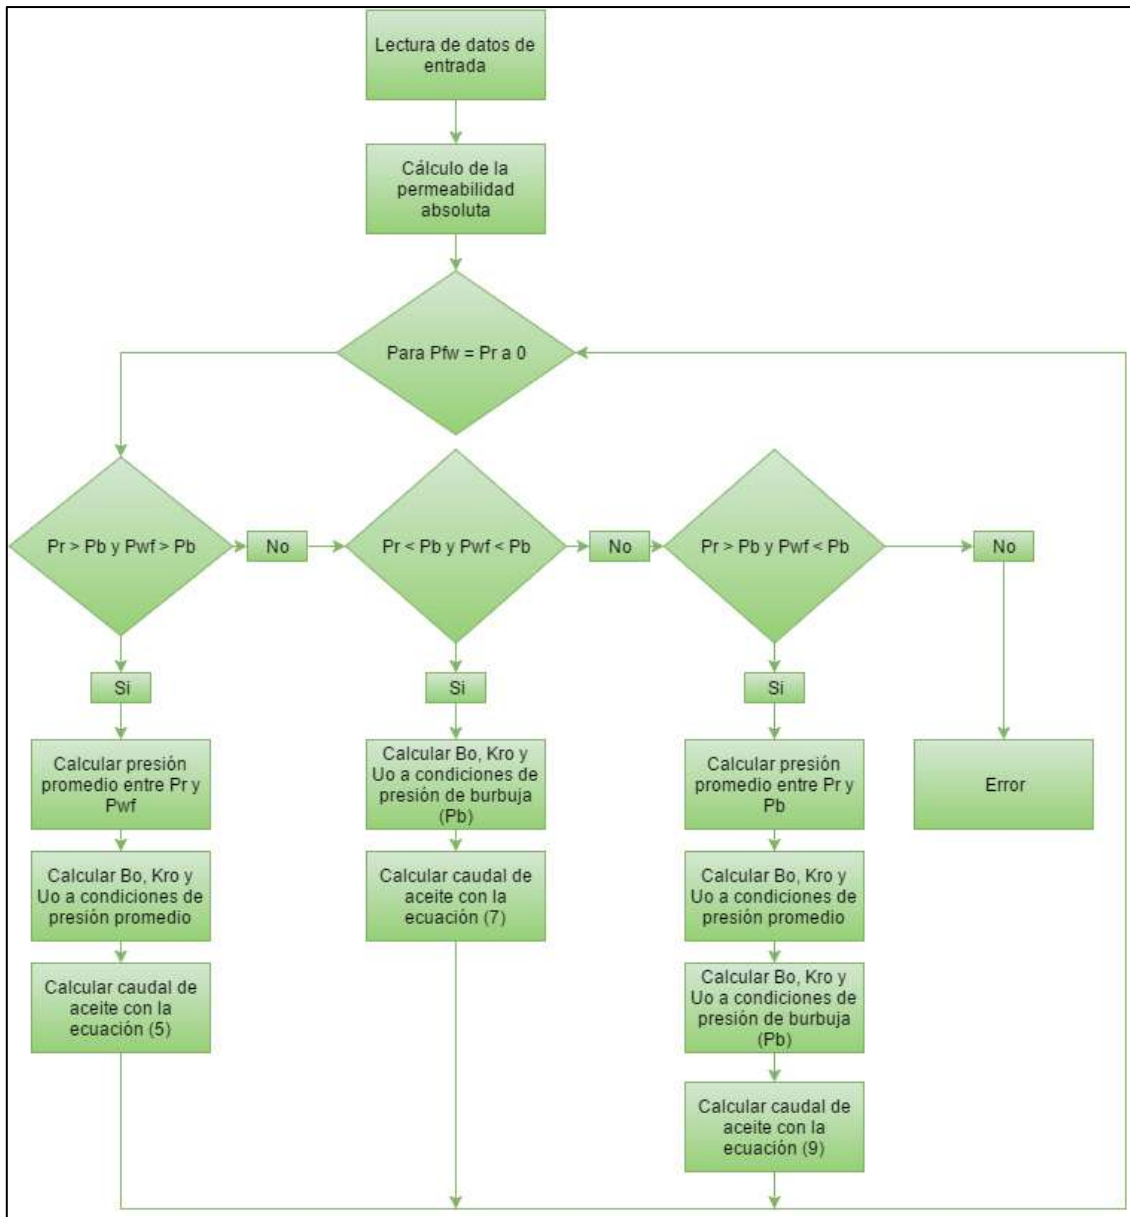 Lectura de datos de
entrada
Cálculo de la
permeabilidad
absoluta
Para Pfw = Pr a 0
Pr > Pb y Pwf > Pb
No
Pr < Pb y Pwf < Pb
No
Pr > Pb y Pwf < Pb
No
Si
Si
Si
Calcular presión
promedio entre Pr y
Pwf
Calcular Bo, Kro y
Uo a condiciones de
presión de burbuja
(Pb)
Calcular presión
promedio entre Pr y
Pb
Error
Calcular Bo, Kro y
Uo a condiciones de
presión promedio
Calcular caudal de
aceite con la
ecuación (7)
Calcular Bo, Kro y
Uo a condiciones de
presión promedio
Calcular caudal de
aceite con la
ecuación (5)
Calcular Bo, Kro y
Uo a condiciones de
presión de burbuja
(Pb)
Calcular caudal de
aceite con la
ecuación (9)